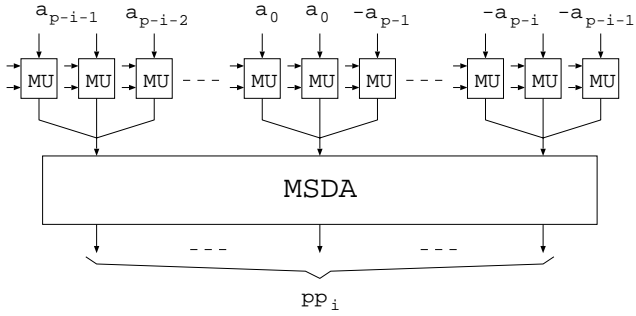 a_{p-i-1} a_{p-i-2} a_0 a_0 -a_{p-1} -a_{p-i} -a_{p-i-1}
MU MU MU MU MU MU MU MU MU
MSDA
pp_i